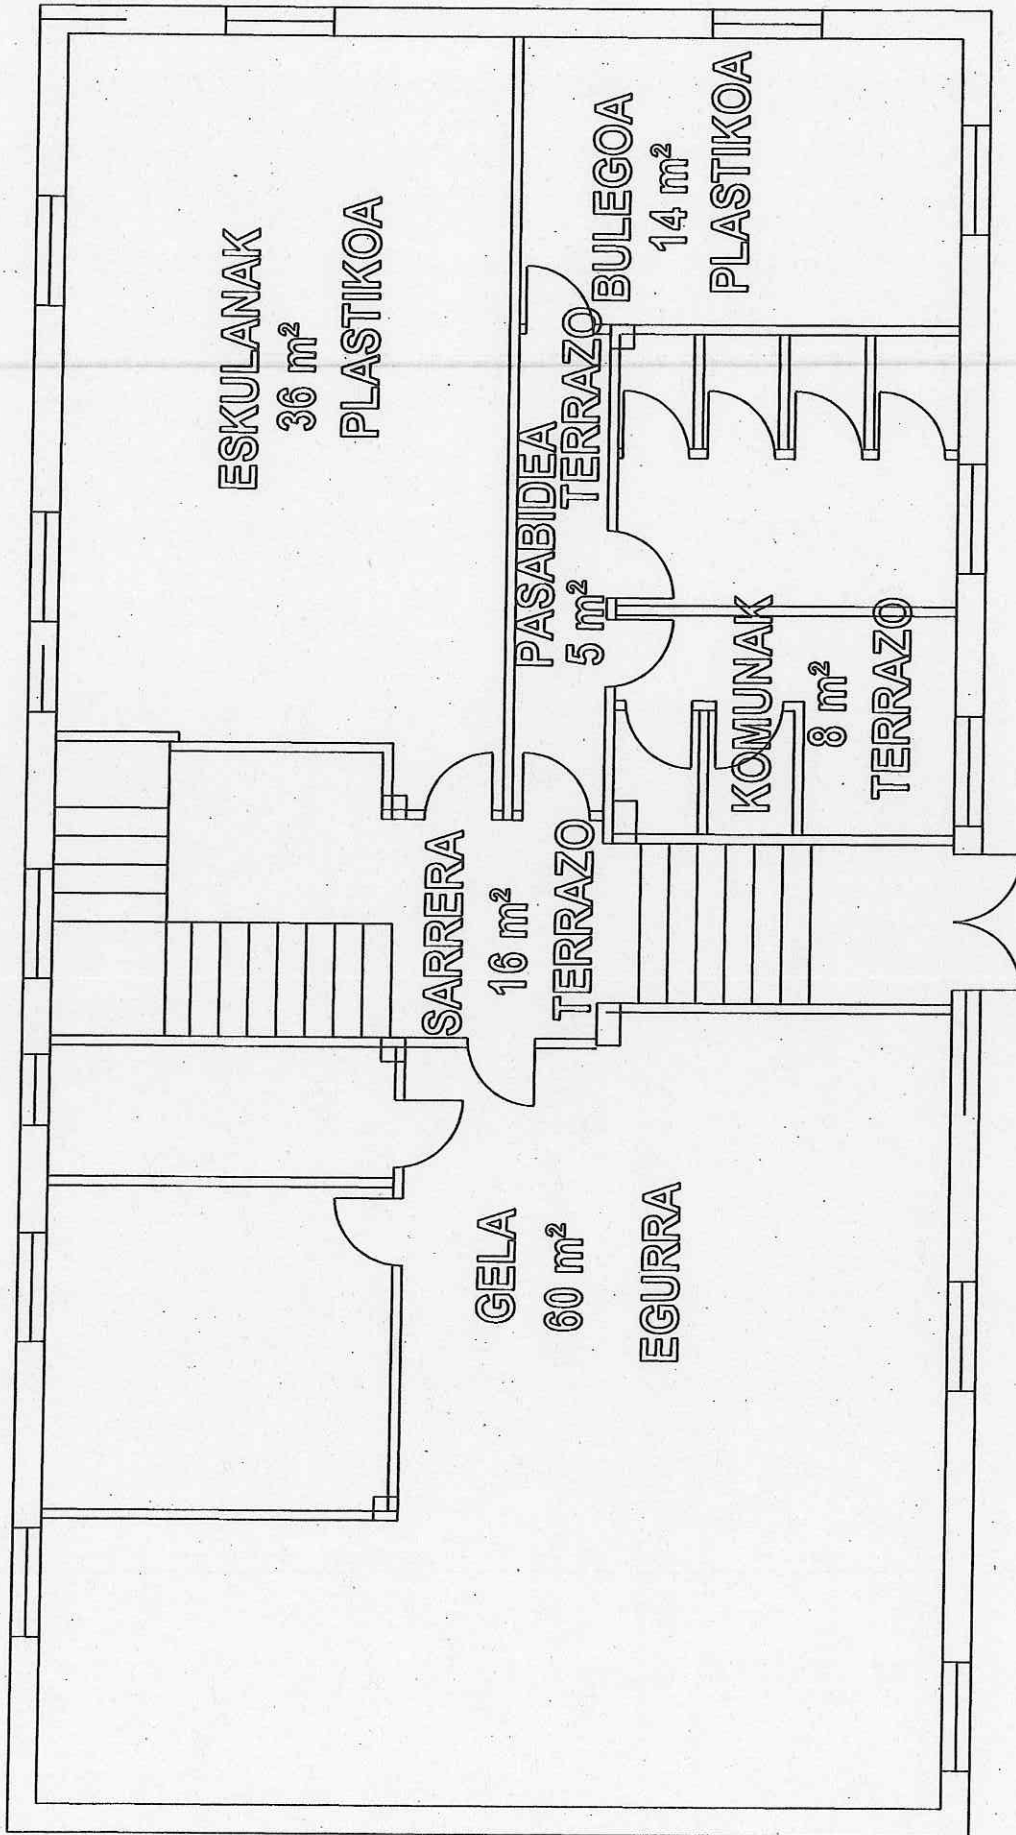 ESKULANAK
36 m²
PLASTIKOA
BULEGOA
14 m²
PLASTIKOA
PASABIDEA
5 m²
TERRAZO
KOMUNAK
8 m²
TERRAZO
SARRERA
16 m²
TERRAZO
GELA
60 m²
EGURRA